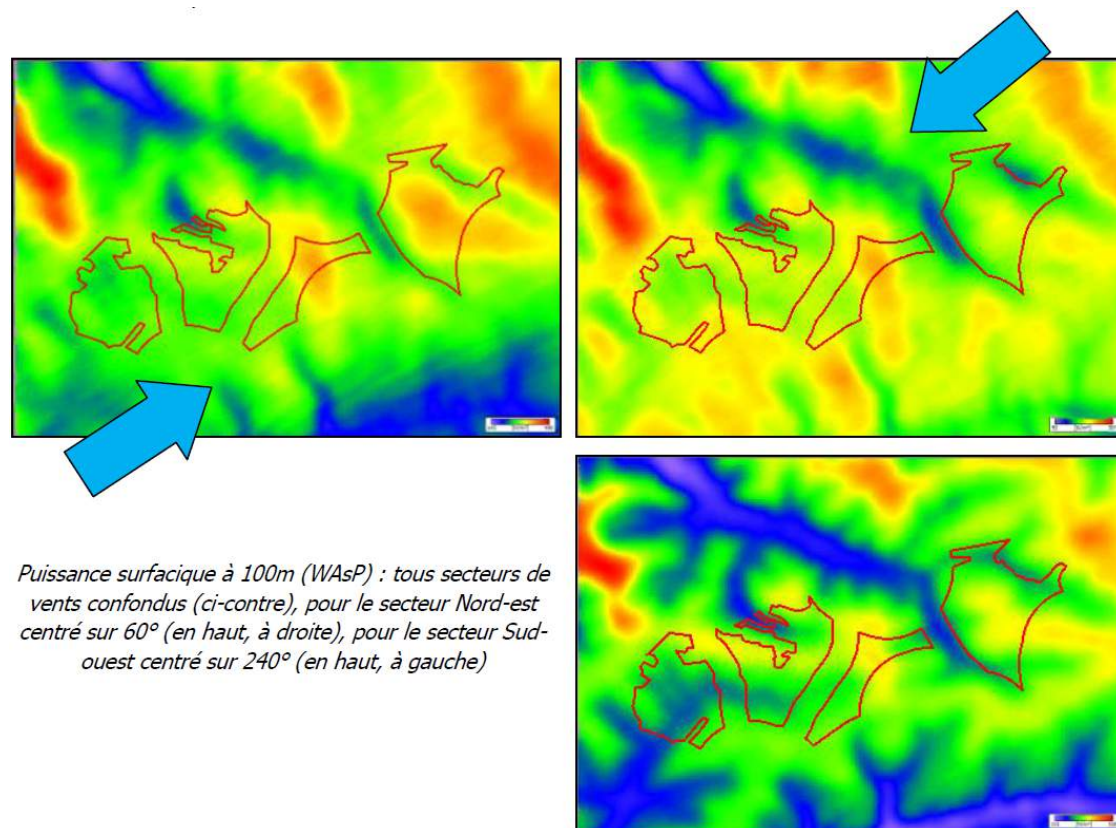 Puissance surfacique à 100m (WAsP) : tous secteurs de
vents confondus (ci-contre), pour le secteur Nord-est
centré sur 60° (en haut, à droite), pour le secteur Sud-
ouest centré sur 240° (en haut, à gauche)